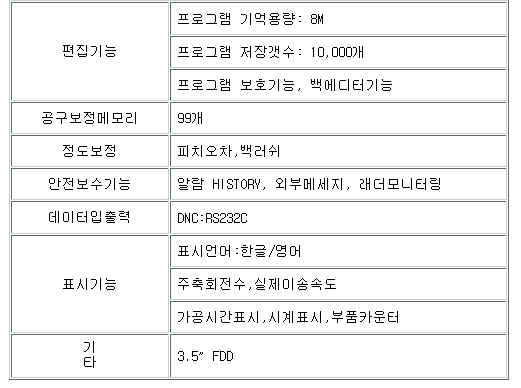 편집기능
프로그램 기억용량: 8M
프로그램 저장갯수: 10,000개
프로그램 보호기능, 백에디터기능
공구보정메모리
99개
정도보정
피치오차,백러쉬
안전보수기능
알람 HISTORY, 외부메세지, 래더모니터링
데이터입출력
DNC:RS232C
표시기능
표시언어:한글/영어
주축회전수,실제이송속도
가공시간표시,시계표시,부품카운터
기
타
3.5" FDD